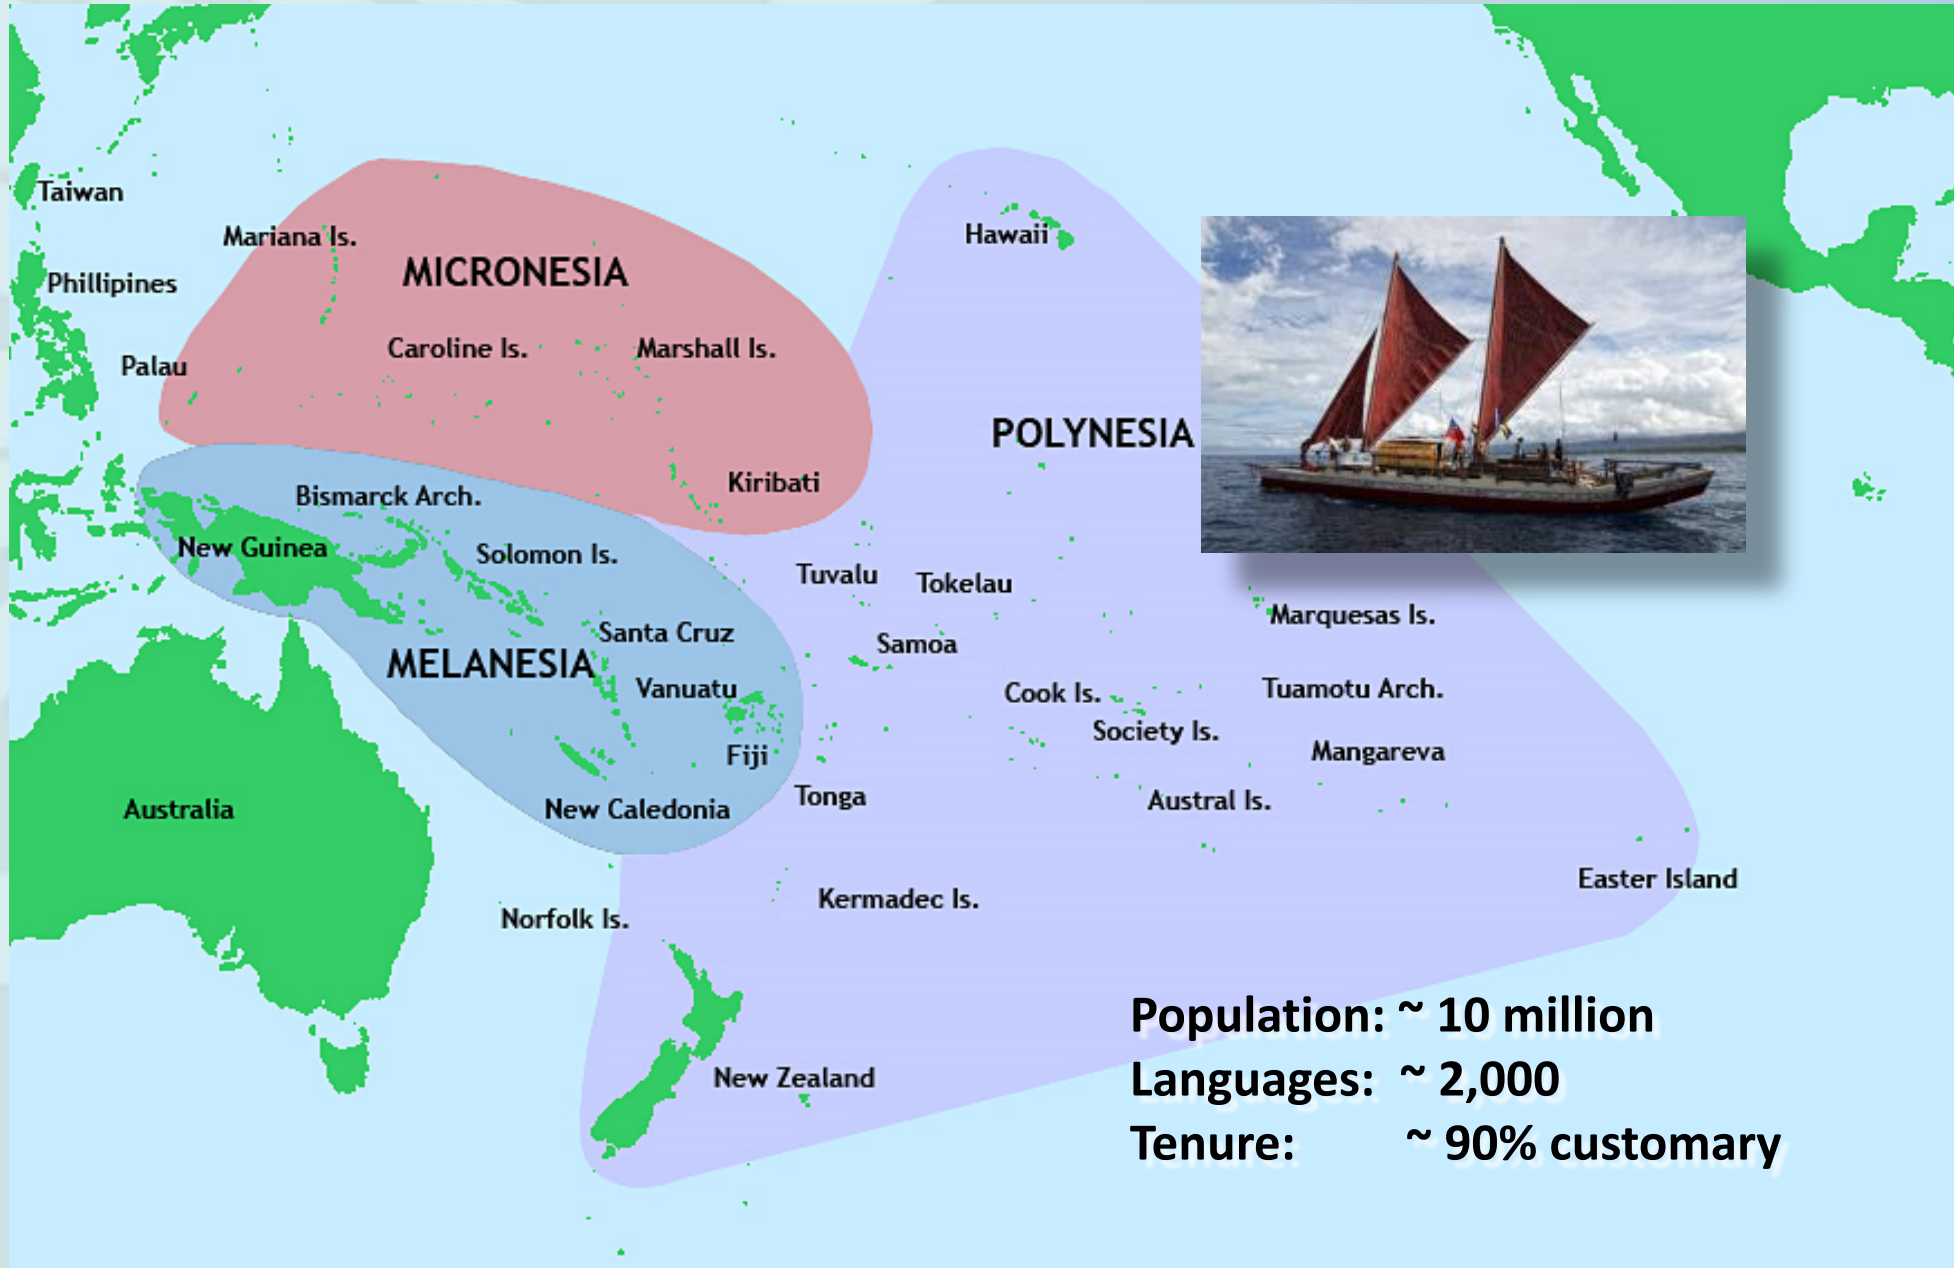 Taiwan
Mariana Is.
Hawaii
MICRONESIA
Phillipines
Caroline Is.
Marshall Is.
Palau
POLYNESIA
Kiribati
Bismarck Arch.
New Guinea
Solomon Is.
Tuvalu
Tokelau
Marquesas Is.
Santa Cruz
Samoa
MELANESIA
Vanuatu
Cook Is.
Tuamotu Arch.
Society Is.
Fiji
Mangareva
Tonga
Austral Is.
Australia
New Caledonia
Easter Island
Kermadec Is.
Norfolk Is.
Population: ~ 10 million
New Zealand
Languages: ~ 2,000
Tenure: ~ 90% customary